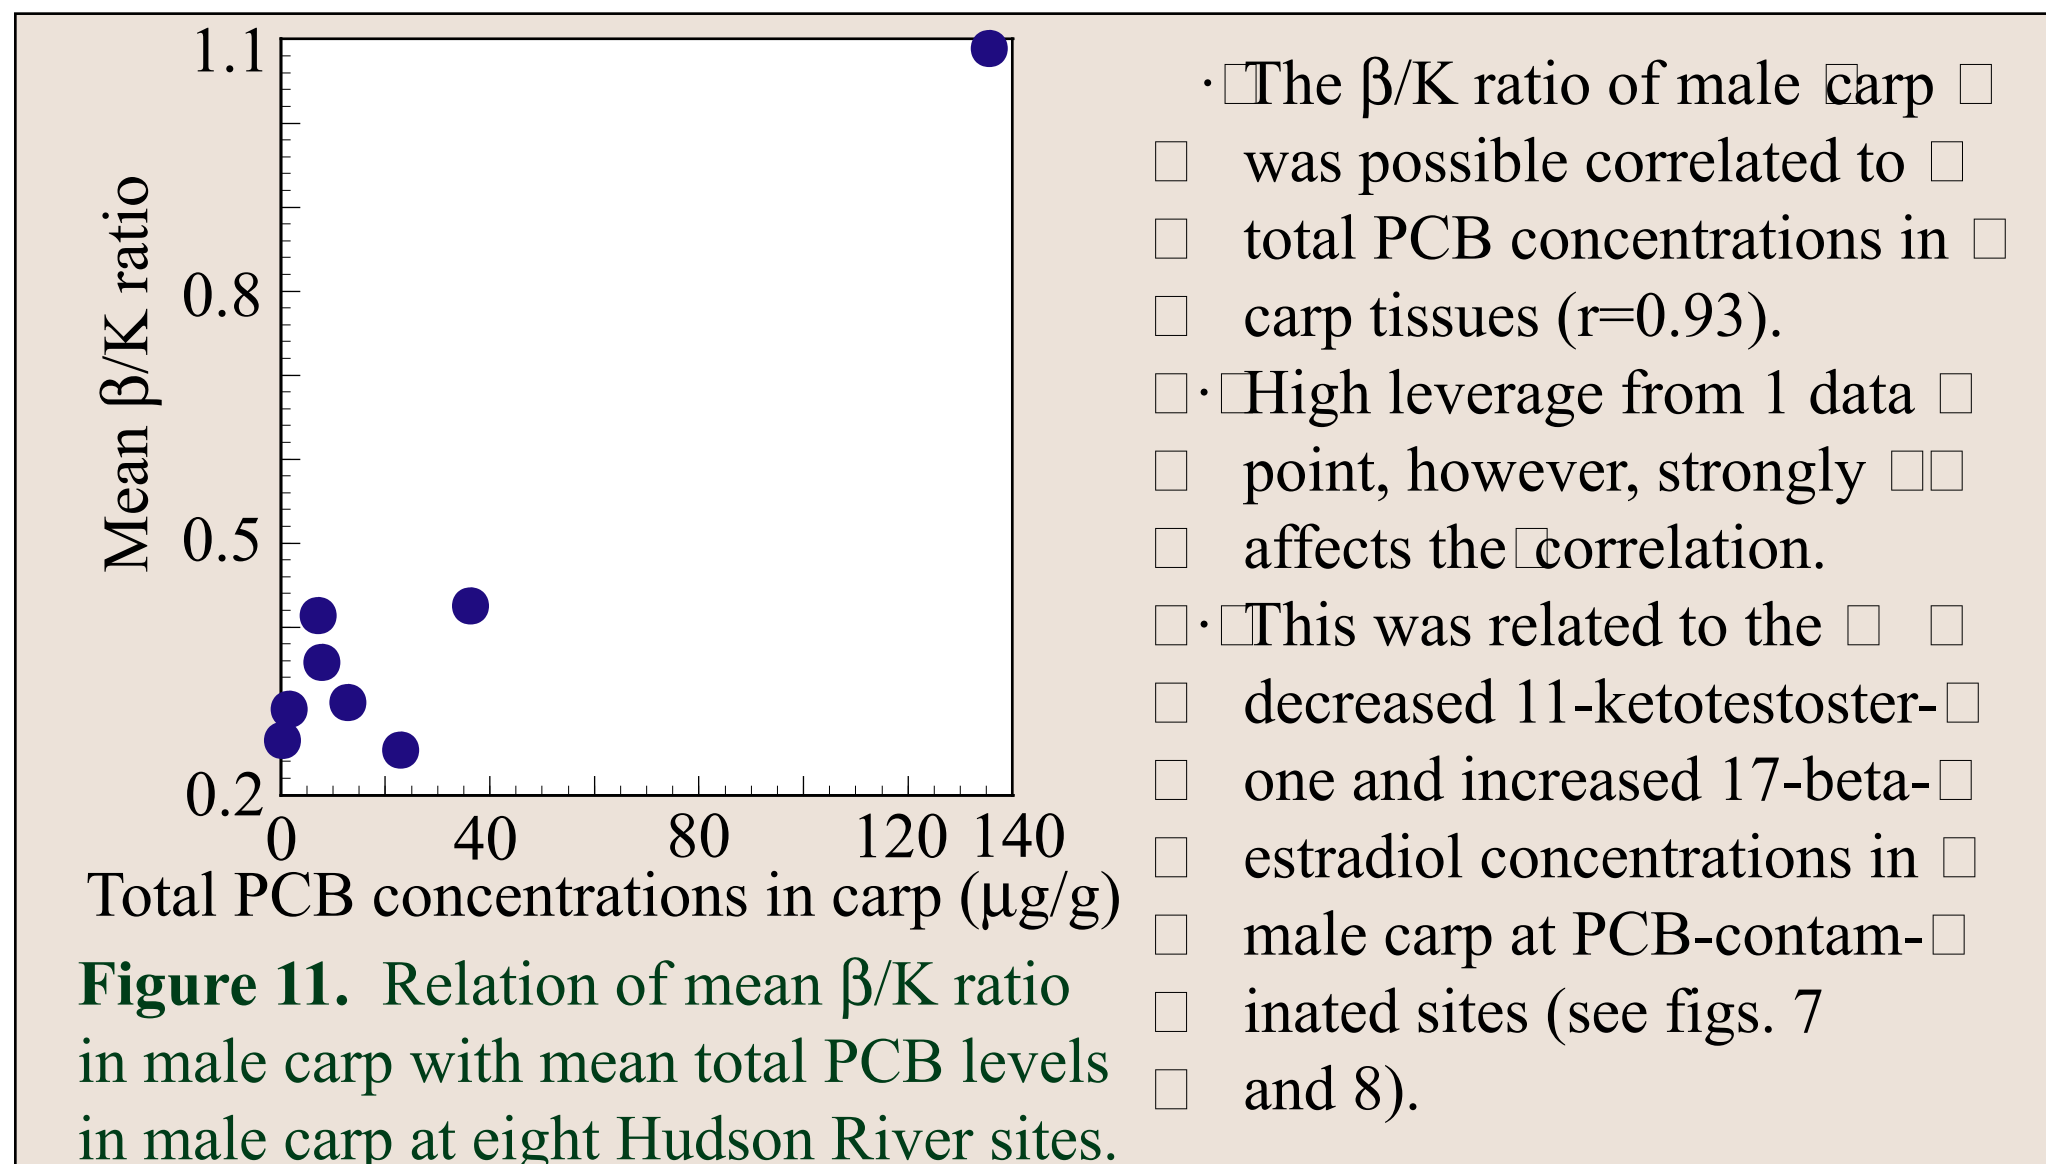 1.1
0.8
0.5
0.2
Mean β/K ratio
0 40 80 120 140
Total PCB concentrations in carp (μg/g)
Figure 11. Relation of mean β/K ratio
in male carp with mean total PCB levels
in male carp at eight Hudson River sites.
· The β/K ratio of male carp
was possible correlated to
total PCB concentrations in
carp tissues (r=0.93).
· High leverage from 1 data
point, however, strongly
affects the correlation.
· This was related to the
decreased 11-ketotestoster-
one and increased 17-beta-
estradiol concentrations in
male carp at PCB-contam-
inated sites (see figs. 7
and 8).